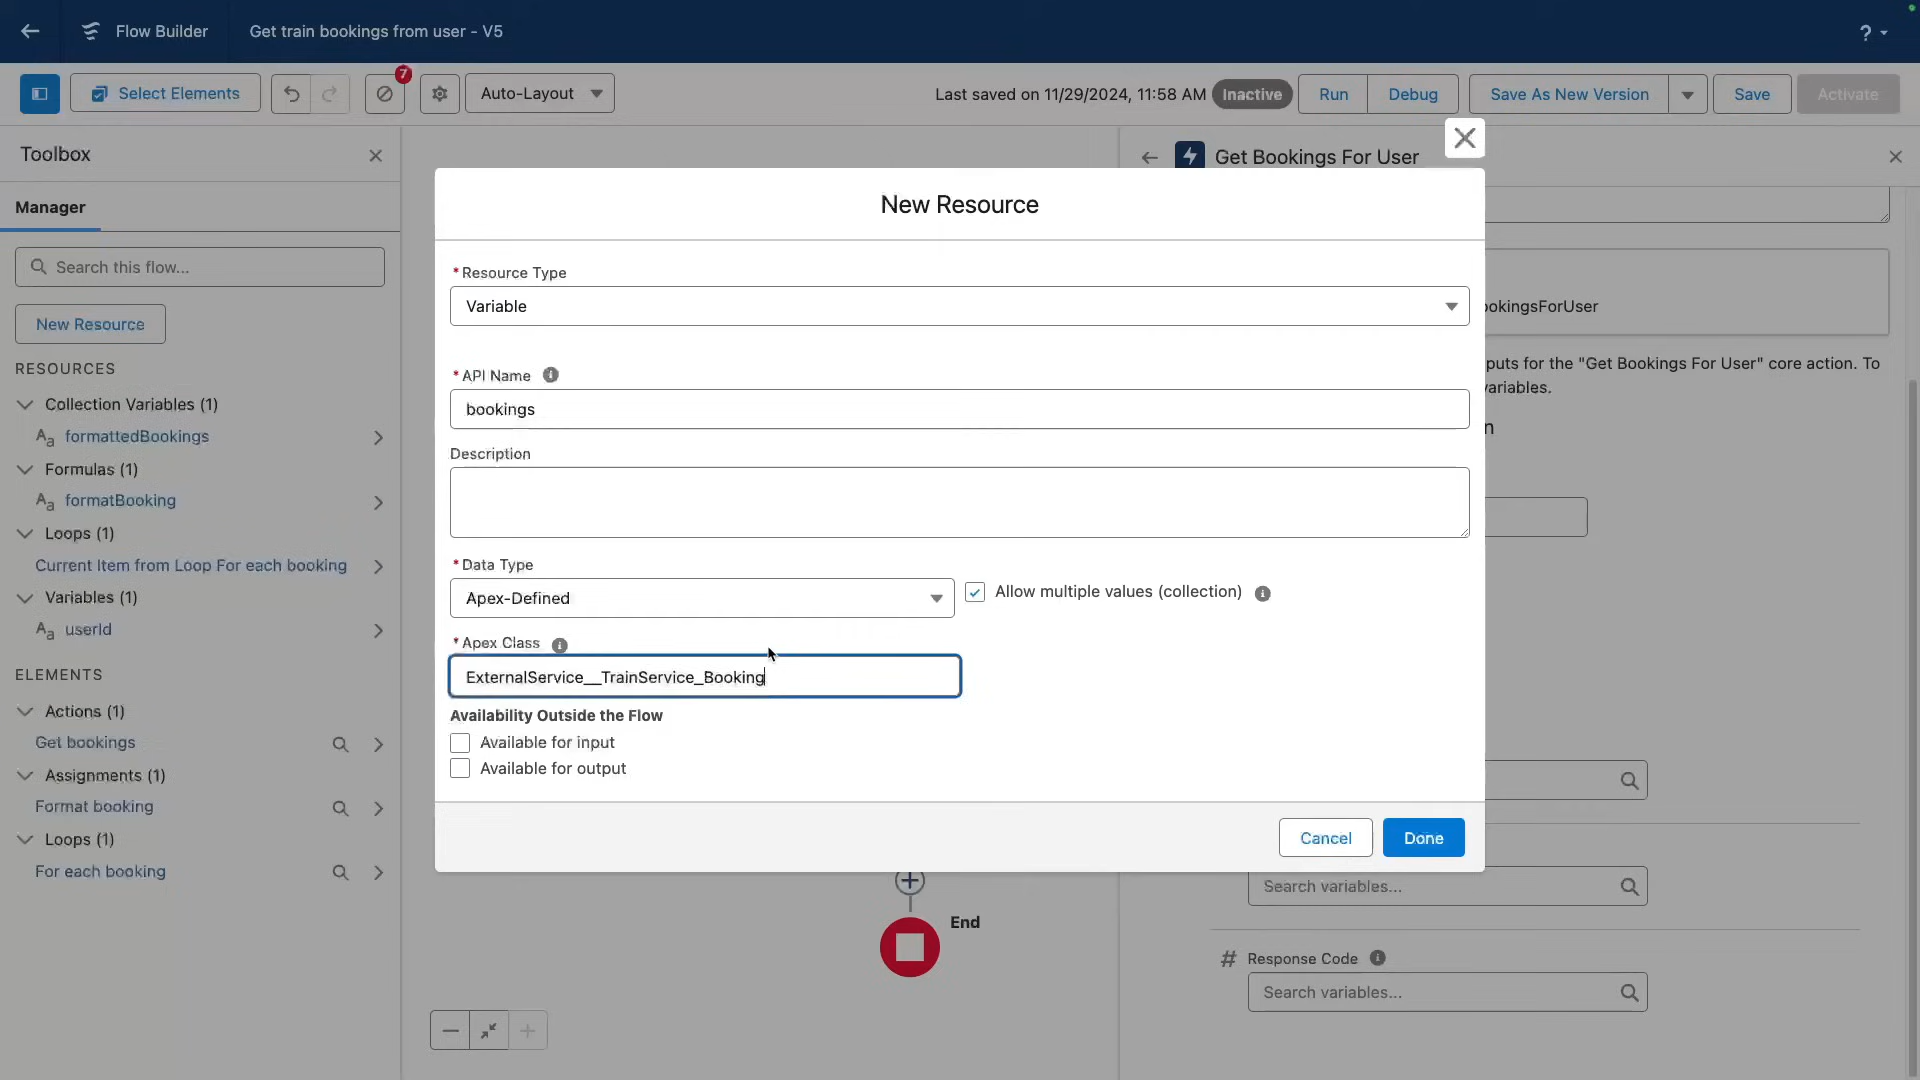 Flow Builder
Get train bookings from user - V5
?
Select Elements
7
Auto-Layout
Last saved on 11/29/2024, 11:58 AM
Inactive
Run
Debug
Save As New Version
Save
Activate
Toolbox
Manager
Search this flow...
New Resource
RESOURCES
Collection Variables (1)
Aa formattedBookings
Formulas (1)
Aa formatBooking
Loops (1)
Current Item from Loop For each booking
Variables (1)
Aa userId
ELEMENTS
Actions (1)
Get bookings
Assignments (1)
Format booking
Loops (1)
For each booking
New Resource
*Resource Type
Variable
*API Name
bookings
Description
*Data Type
Apex-Defined
Allow multiple values (collection)
*Apex Class
ExternalService__TrainService_Booking
Availability Outside the Flow
Available for input
Available for output
Cancel
Done
End
Get Bookings For User
ookingsForUser
puts for the "Get Bookings For User" core action. To
variables.
n
Search variables...
# Response Code
Search variables...